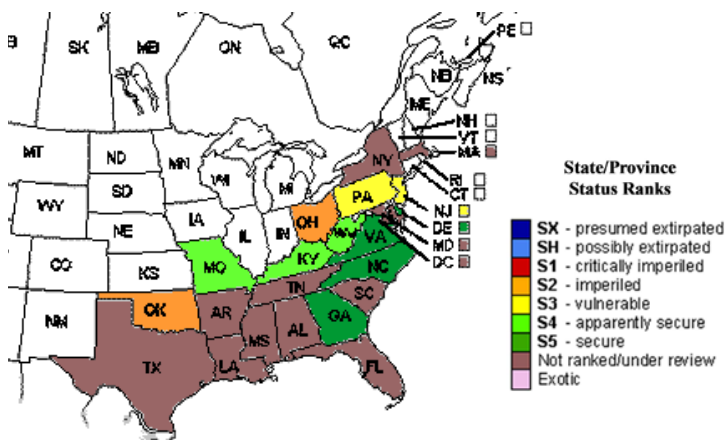 B SK MB ON QC PE
NB NS
ME
NH
VT
MA
MT ND MN NY
WI MI RI
SD CT
WY PA
IA NJ
NE OH DE
IL IN WV MD
CO VA DC
KS MO KY
NC
TN
NM OK AR SC
MS AL GA
TX LA FL
State/Province
Status Ranks
SX - presumed extirpated
SH - possibly extirpated
S1 - critically imperiled
S2 - imperiled
S3 - vulnerable
S4 - apparently secure
S5 - secure
Not ranked/under review
Exotic